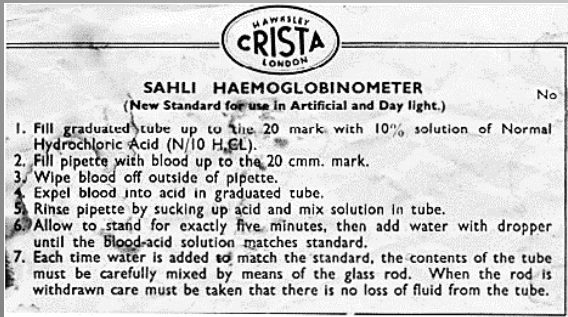 HAWKSLEY
CRISTA
LONDON
SAHLI HAEMOGLOBINOMETER
No
(New Standard for use in Artificial and Day light.)
1. Fill graduated tube up to the 20 mark with 10% solution of Normal
Hydrochloric Acid (N/10 H.CL).
2. Fill pipette with blood up to the 20 cmm. mark.
3. Wipe blood off outside of pipette.
4. Expel blood into acid in graduated tube.
5. Rinse pipette by sucking up acid and mix solution in tube.
6. Allow to stand for exactly five minutes, then add water with dropper
until the blood-acid solution matches standard.
7. Each time water is added to match the standard, the contents of the tube
must be carefully mixed by means of the glass rod. When the rod is
withdrawn care must be taken that there is no loss of fluid from the tube.